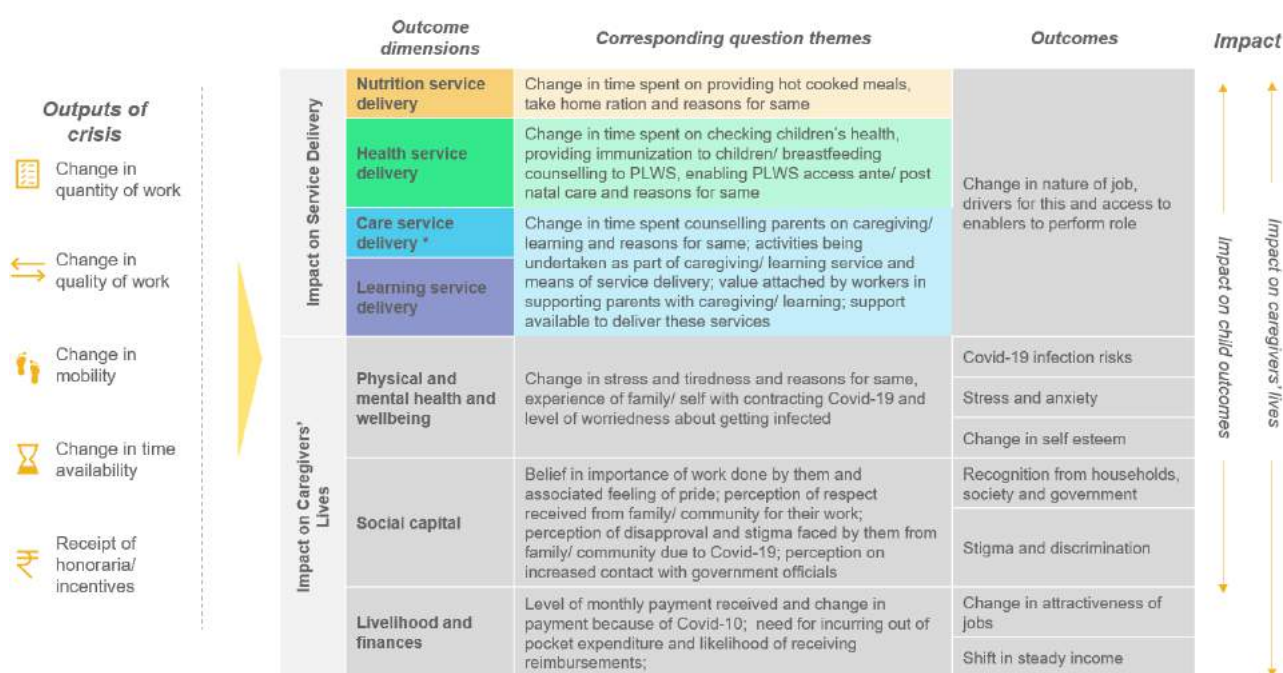 Outcome
dimensions
Corresponding question themes
Outcomes
Impact
Outputs of
crisis
Change in
quantity of work
Change in
quality of work
Change in
mobility
Change in time
availability
Receipt of
honoraria/
incentives
Impact on Service Delivery
Nutrition service
delivery
Change in time spent on providing hot cooked meals,
take home ration and reasons for same
Health service
delivery
Change in time spent on checking children's health,
providing immunization to children/ breastfeeding
counselling to PLWS, enabling PLWS access ante/ post
natal care and reasons for same
Care service
delivery *
Learning service
delivery
Change in time spent counselling parents on caregiving/
learning and reasons for same; activities being
undertaken as part of caregiving/ learning service and
means of service delivery; value attached by workers in
supporting parents with caregiving/ learning; support
available to deliver these services
Change in nature of job,
drivers for this and access to
enablers to perform role
Impact on Caregivers'
Lives
Physical and
mental health and
wellbeing
Change in stress and tiredness and reasons for same,
experience of family/ self with contracting Covid-19 and
level of worriedness about getting infected
Covid-19 infection risks
Stress and anxiety
Change in self esteem
Social capital
Belief in importance of work done by them and
associated feeling of pride; perception of respect
received from family/ community for their work;
perception of disapproval and stigma faced by them from
family/ community due to Covid-19; perception on
increased contact with government officials
Recognition from households,
society and government
Stigma and discrimination
Livelihood and
finances
Level of monthly payment received and change in
payment because of Covid-10; need for incurring out of
pocket expenditure and likelihood of receiving
reimbursements;
Change in attractiveness of
jobs
Shift in steady income
Impact on child outcomes
Impact on caregivers' lives